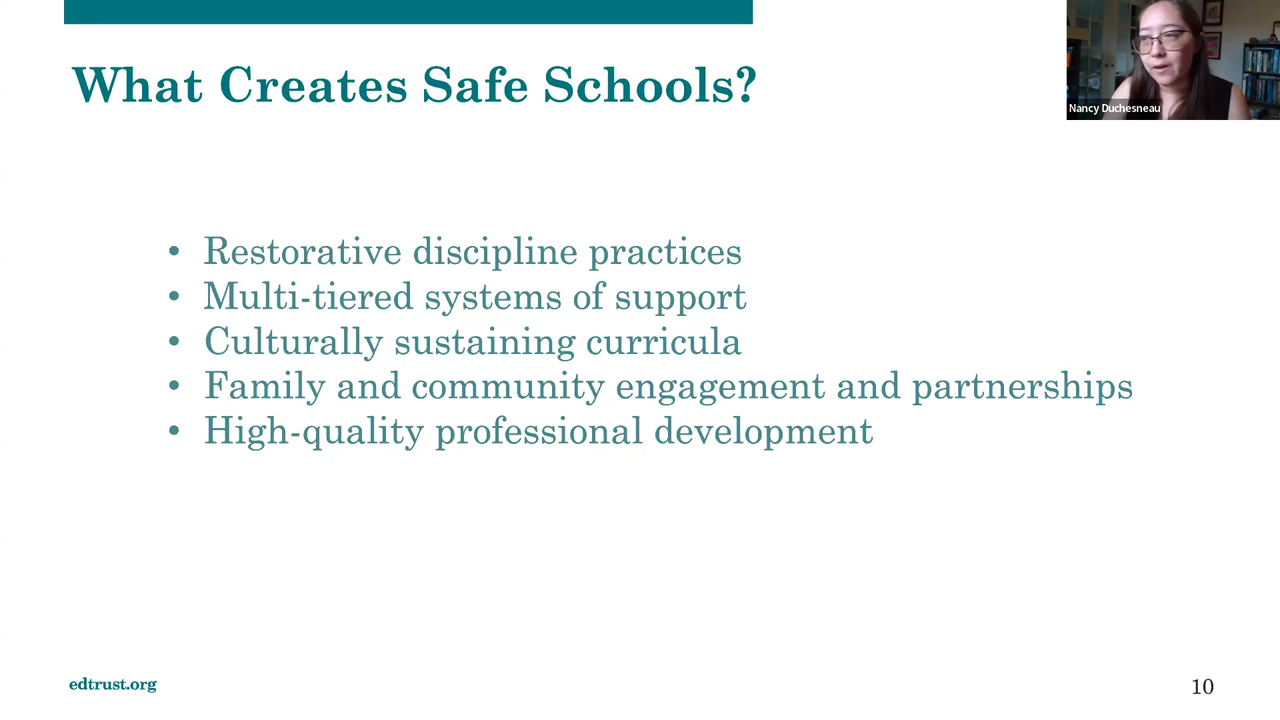 What Creates Safe Schools?
Nancy Duchesneau
• Restorative discipline practices
• Multi-tiered systems of support
• Culturally sustaining curricula
• Family and community engagement and partnerships
• High-quality professional development
edtrust.org
10